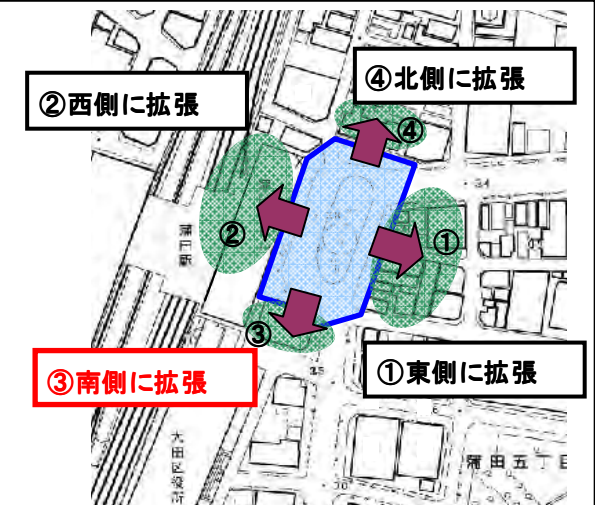 ④北側に拡張
②西側に拡張
④
①
②
蒲田駅
③
③南側に拡張
①東側に拡張
大田区役所
蒲田五丁目